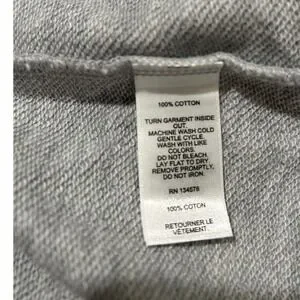 100% COTTON
TURN GARMENT INSIDE
OUT.
MACHINE WASH COLD
GENTLE CYCLE.
WASH WITH LIKE
COLORS.
DO NOT BLEACH.
LAY FLAT TO DRY.
REMOVE PROMPTLY.
DO NOT IRON.
RN 134578
100% COTON
RETOURNER LE
VÊTEMENT